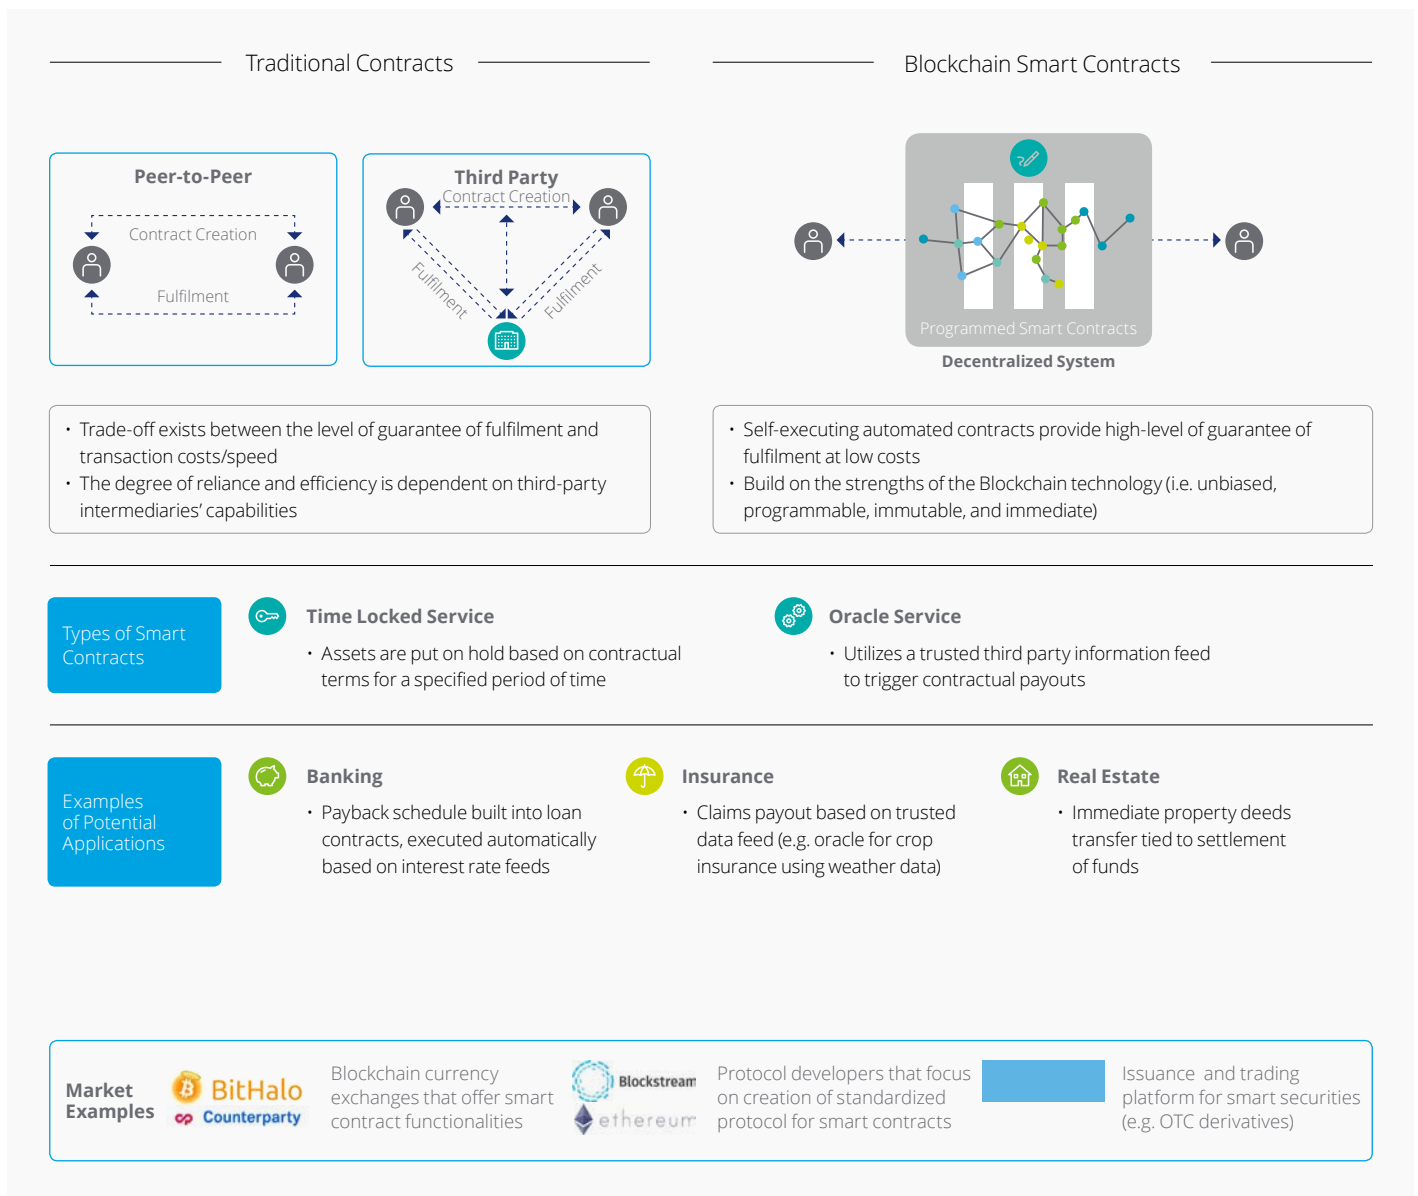 Traditional Contracts
Peer-to-Peer
Contract Creation
Fulfilment
Third Party
Contract Creation
Fulfilment
Fulfilment
• Trade-off exists between the level of guarantee of fulfilment and
transaction costs/speed
• The degree of reliance and efficiency is dependent on third-party
intermediaries’ capabilities
Blockchain Smart Contracts
Programmed Smart Contracts
Decentralized System
• Self-executing automated contracts provide high-level of guarantee of
fulfilment at low costs
• Build on the strengths of the Blockchain technology (i.e. unbiased,
programmable, immutable, and immediate)
Types of Smart
Contracts
Time Locked Service
• Assets are put on hold based on contractual
terms for a specified period of time
Oracle Service
• Utilizes a trusted third party information feed
to trigger contractual payouts
Examples
of Potential
Applications
Banking
• Payback schedule built into loan
contracts, executed automatically
based on interest rate feeds
Insurance
• Claims payout based on trusted
data feed (e.g. oracle for crop
insurance using weather data)
Real Estate
• Immediate property deeds
transfer tied to settlement
of funds
Market
Examples
BitHalo
Counterparty
Blockchain currency
exchanges that offer smart
contract functionalities
Blockstream
ethereum
Protocol developers that focus
on creation of standardized
protocol for smart contracts
Issuance and trading
platform for smart securities
(e.g. OTC derivatives)